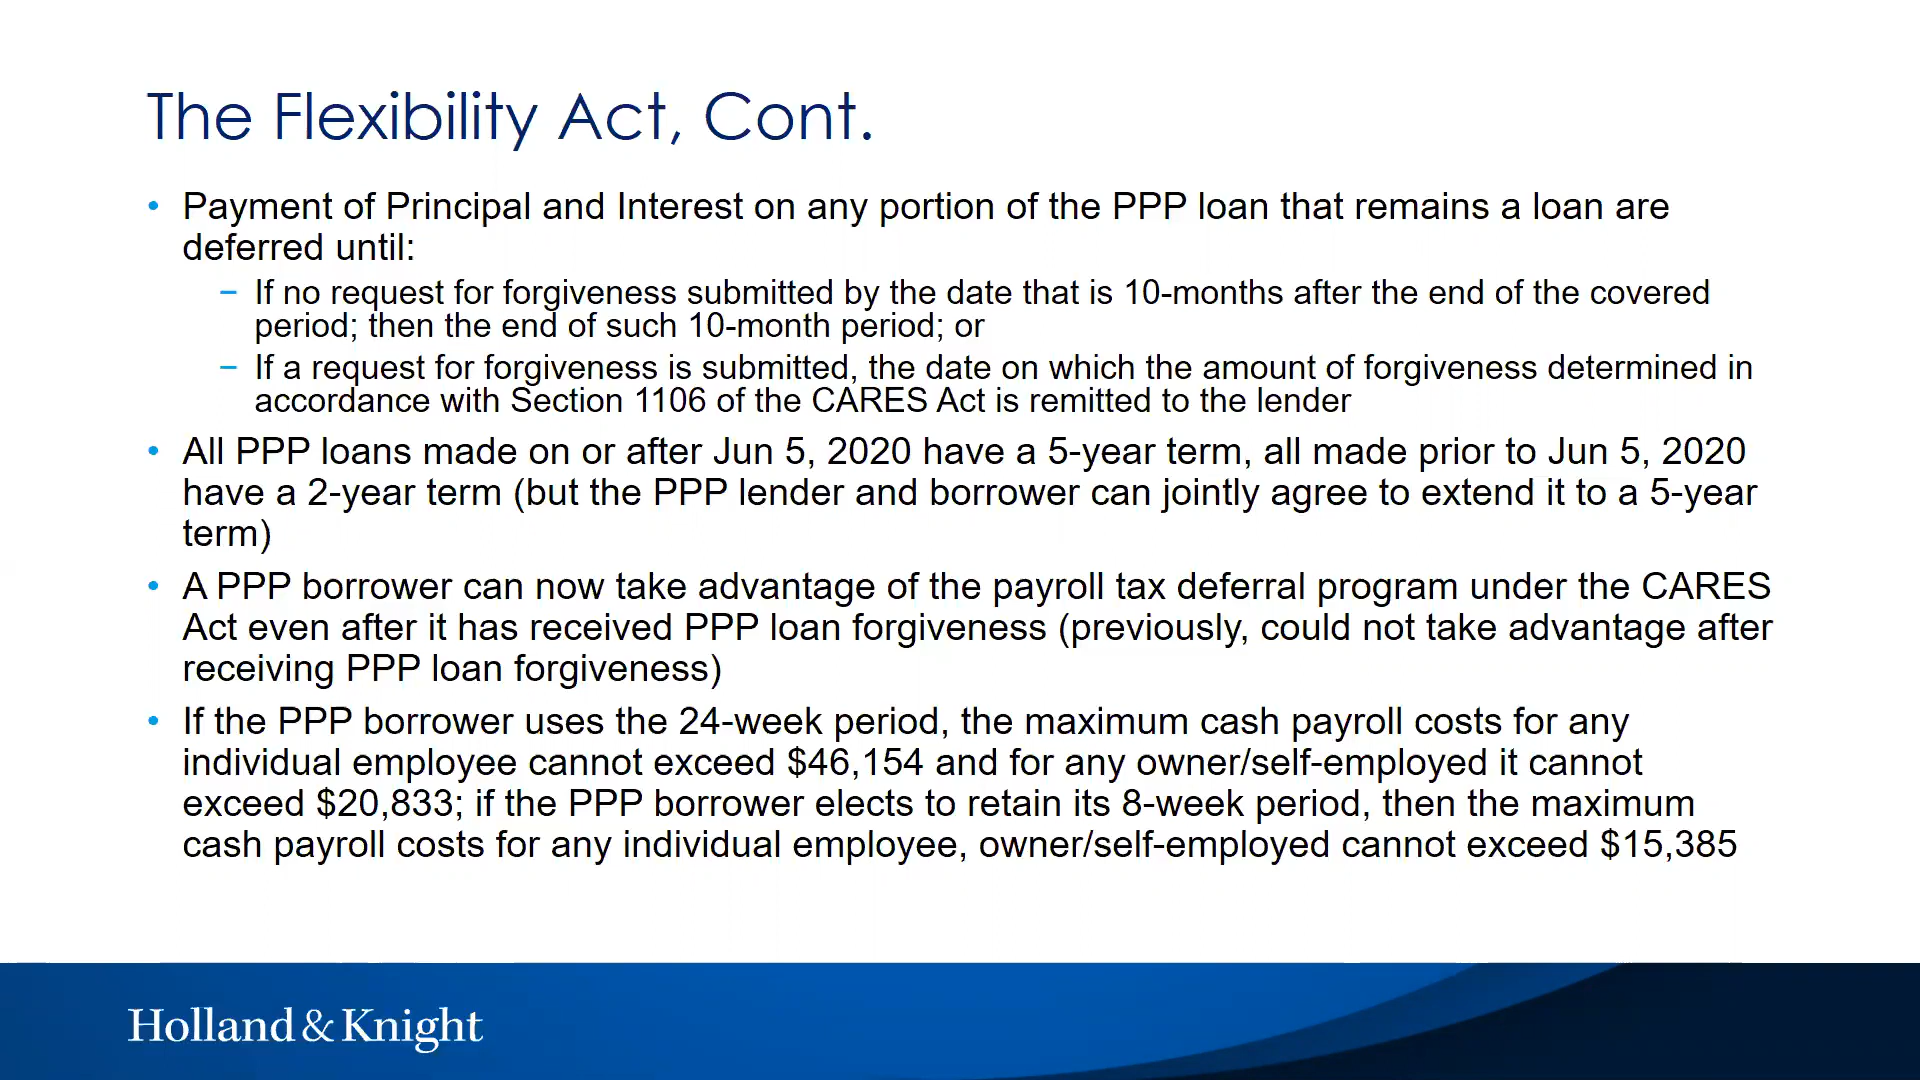 The Flexibility Act, Cont.
• Payment of Principal and Interest on any portion of the PPP loan that remains a loan are
deferred until:
− If no request for forgiveness submitted by the date that is 10-months after the end of the covered
period; then the end of such 10-month period; or
− If a request for forgiveness is submitted, the date on which the amount of forgiveness determined in
accordance with Section 1106 of the CARES Act is remitted to the lender
• All PPP loans made on or after Jun 5, 2020 have a 5-year term, all made prior to Jun 5, 2020
have a 2-year term (but the PPP lender and borrower can jointly agree to extend it to a 5-year
term)
• A PPP borrower can now take advantage of the payroll tax deferral program under the CARES
Act even after it has received PPP loan forgiveness (previously, could not take advantage after
receiving PPP loan forgiveness)
• If the PPP borrower uses the 24-week period, the maximum cash payroll costs for any
individual employee cannot exceed $46,154 and for any owner/self-employed it cannot
exceed $20,833; if the PPP borrower elects to retain its 8-week period, then the maximum
cash payroll costs for any individual employee, owner/self-employed cannot exceed $15,385
Holland & Knight